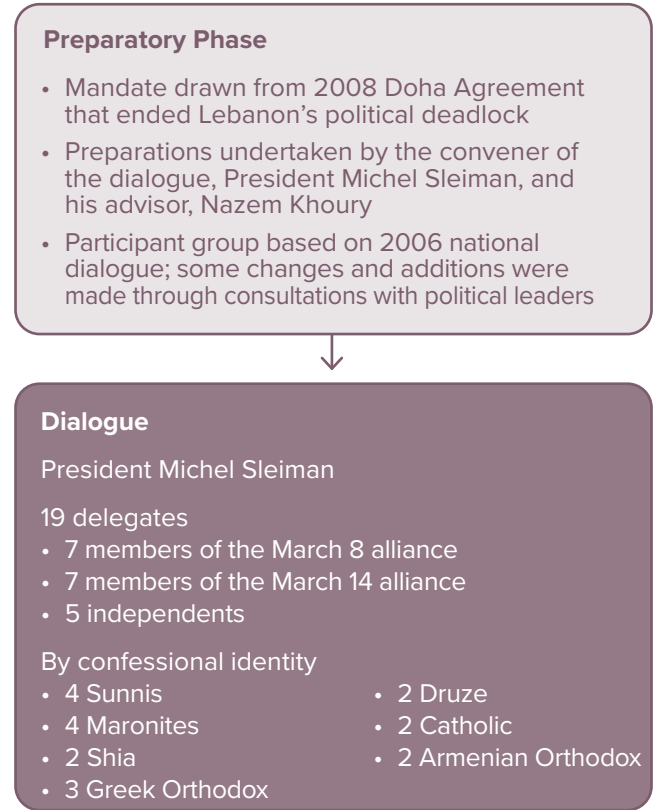 Preparatory Phase
• Mandate drawn from 2008 Doha Agreement
that ended Lebanon’s political deadlock
• Preparations undertaken by the convener of
the dialogue, President Michel Sleiman, and
his advisor, Nazem Khoury
• Participant group based on 2006 national
dialogue; some changes and additions were
made through consultations with political leaders
Dialogue
President Michel Sleiman
19 delegates
• 7 members of the March 8 alliance
• 7 members of the March 14 alliance
• 5 independents
By confessional identity
• 4 Sunnis
• 4 Maronites
• 2 Shia
• 3 Greek Orthodox
• 2 Druze
• 2 Catholic
• 2 Armenian Orthodox